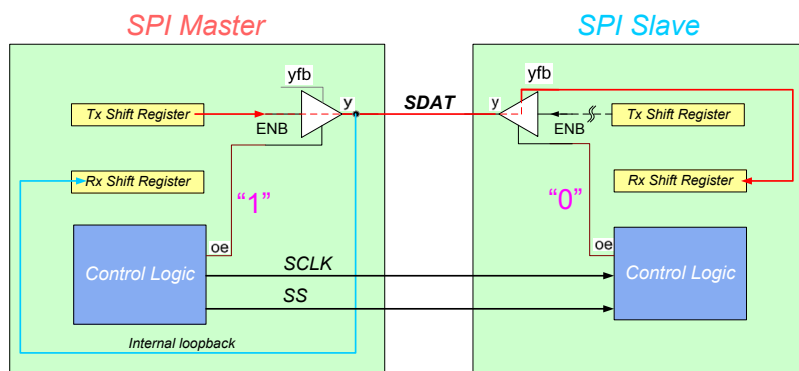 SPI Master
SPI Slave
yfb
yfb
y
SDAT
y
Tx Shift Register
ENB
ENB
Tx Shift Register
Rx Shift Register
Rx Shift Register
“1”
“0”
oe
oe
Control Logic
SCLK
Control Logic
SS
Internal loopback